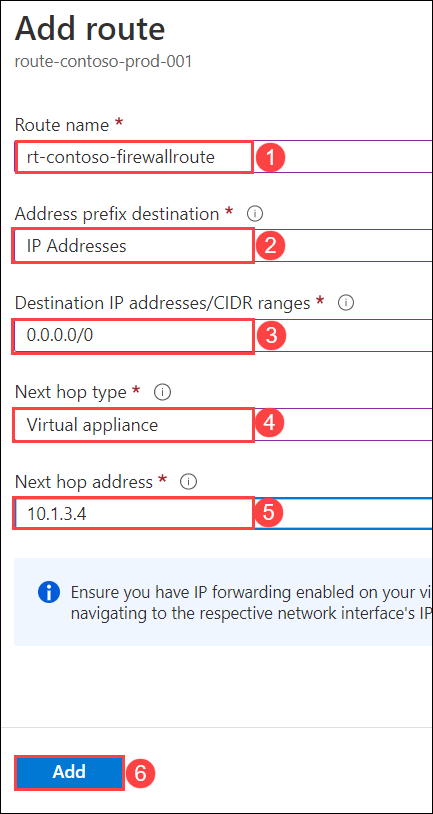 Add route
route-contoso-prod-001
Route name *
rt-contoso-firewallroute 1
Address prefix destination * i
IP Addresses 2
Destination IP addresses/CIDR ranges * i
0.0.0.0/0 3
Next hop type * i
Virtual appliance 4
Next hop address * i
10.1.3.4 5
i Ensure you have IP forwarding enabled on your vi
navigating to the respective network interface's IP
Add 6